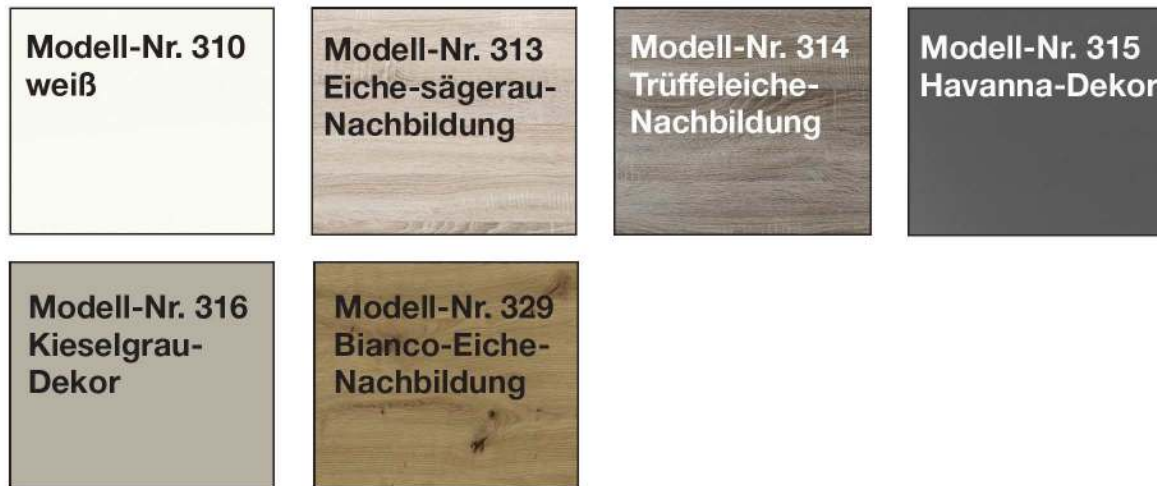 Modell-Nr. 310
weiß
Modell-Nr. 313
Eiche-sägerau-
Nachbildung
Modell-Nr. 314
Trüffeleiche-
Nachbildung
Modell-Nr. 315
Havanna-Dekor
Modell-Nr. 316
Kieselgrau-
Dekor
Modell-Nr. 329
Bianco-Eiche-
Nachbildung